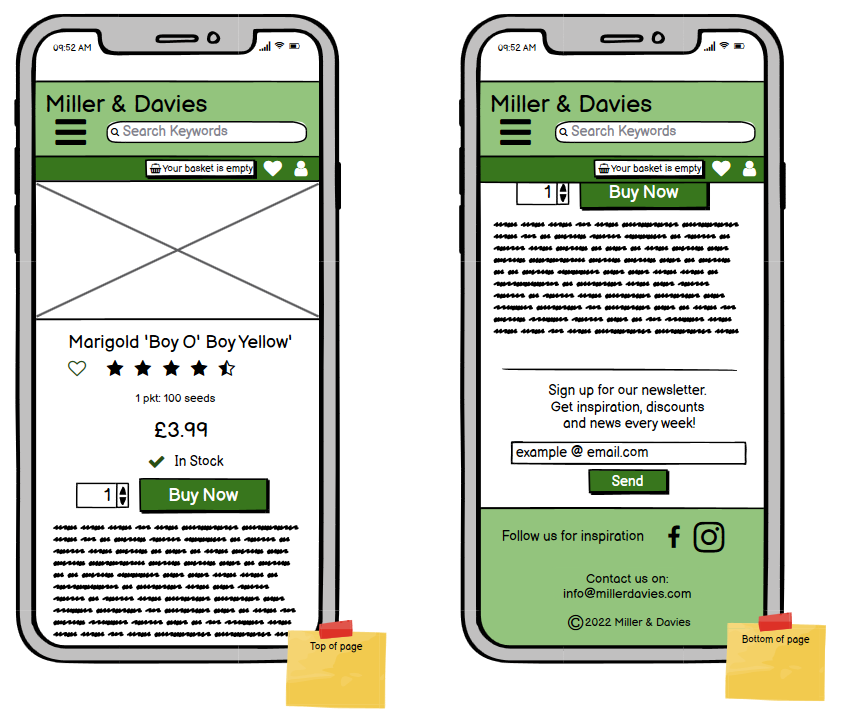 09:52 AM
Miller & Davies
Search Keywords
Your basket is empty
Marigold 'Boy O' Boy Yellow'
1 pkt: 100 seeds
£3.99
In Stock
1
Buy Now
Top of page
09:52 AM
Miller & Davies
Search Keywords
Your basket is empty
1
Buy Now
Sign up for our newsletter.
Get inspiration, discounts
and news every week!
example @ email.com
Send
Follow us for inspiration
Contact us on:
info@millerdavies.com
©2022 Miller & Davies
Bottom of page